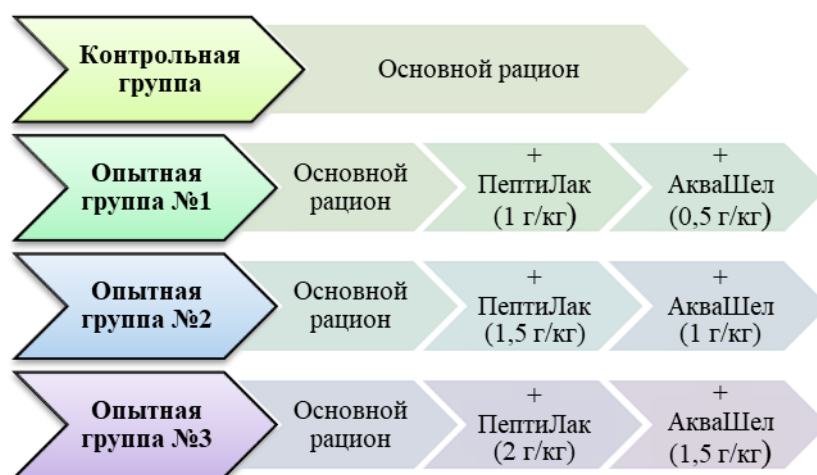 Контрольная
группа
Основной рацион
Опытная
группа №1
Основной
рацион
+
ПептиЛак
(1 г/кг)
+
АкваШел
(0,5 г/кг)
Опытная
группа №2
Основной
рацион
+
ПептиЛак
(1,5 г/кг)
+
АкваШел
(1 г/кг)
Опытная
группа №3
Основной
рацион
+
ПептиЛак
(2 г/кг)
+
АкваШел
(1,5 г/кг)